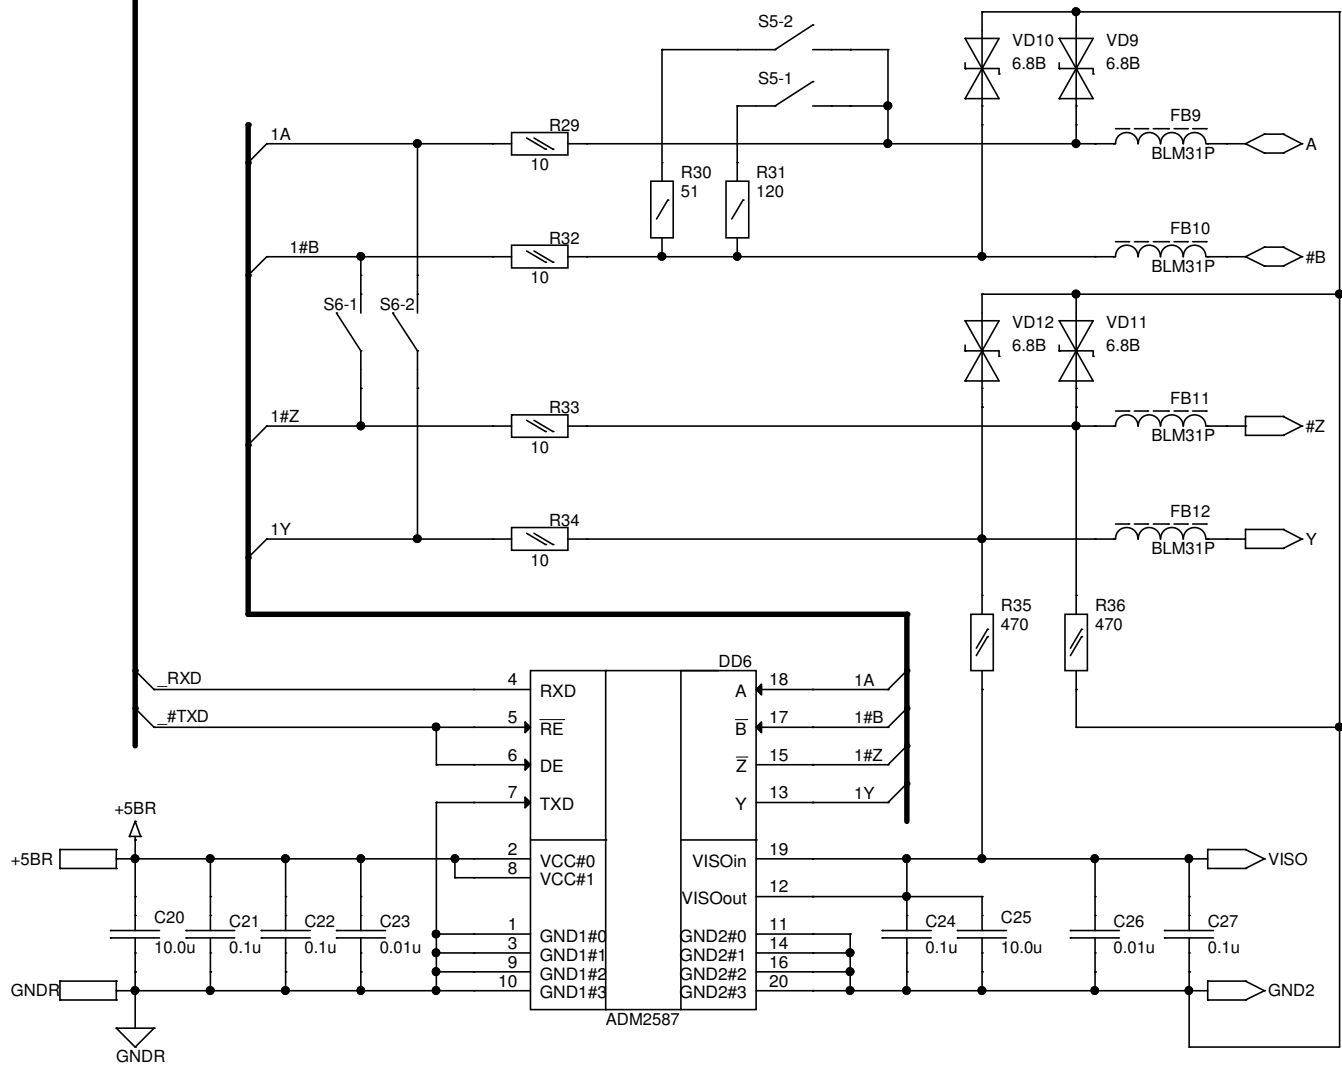 S5-2
VD10
6.8B
VD9
6.8B
S5-1
FB9
1A
R29
A
BLM31P
10
R30
51
R31
120
FB10
1#B
R32
#B
BLM31P
10
S6-1
S6-2
VD12
6.8B
VD11
6.8B
FB11
1#Z
R33
#Z
BLM31P
10
FB12
1Y
R34
Y
BLM31P
10
R35
470
R36
470
DD6
_RXD
4
RXD
A
18
1A
_#TXD
5
RE
B
17
1#B
6
DE
Z
15
1#Z
7
TXD
Y
13
1Y
+5BR
+5BR
2
VCC#0
8
VCC#1
VISOin
19
VISO
VISOout
12
C20
10.0u
C21
0.1u
C22
0.1u
C23
0.01u
1
GND1#0
3
GND1#1
9
GND1#2
10
GND1#3
GND2#0
11
GND2#1
14
GND2#2
16
GND2#3
20
C24
0.1u
C25
10.0u
C26
0.01u
C27
0.1u
GNDR
GND2
ADM2587
GNDR